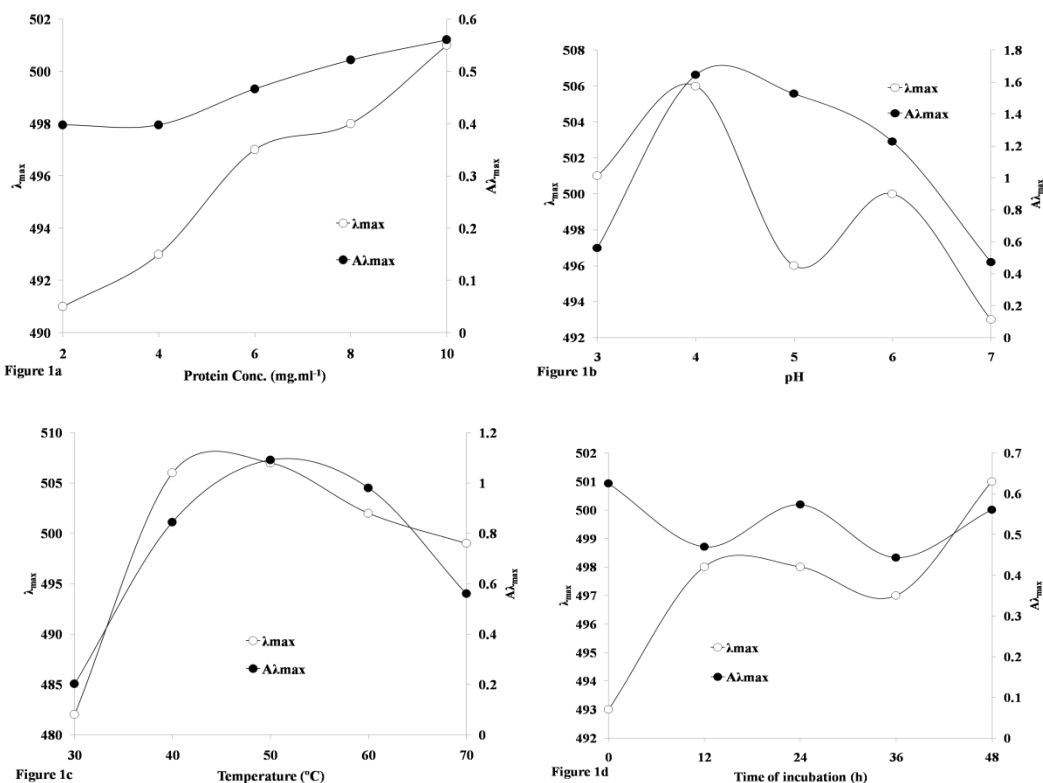 502
500
498
496
494
492
490
λmax
0.6
0.5
0.4
0.3
0.2
0.1
0
Aλmax
λmax
Aλmax
2 4 6 8 10
Figure 1a
Protein Conc. (mg.ml⁻¹)
508
506
504
502
500
498
496
494
492
λmax
1.8
1.6
1.4
1.2
1
0.8
0.6
0.4
0.2
0
Aλmax
λmax
Aλmax
3 4 5 6 7
Figure 1b
pH
510
505
500
495
490
485
480
λmax
1.2
1
0.8
0.6
0.4
0.2
0
Aλmax
λmax
Aλmax
30 40 50 60 70
Figure 1c
Temperature (ºC)
501
502
500
499
498
497
496
495
494
493
492
λmax
0.7
0.6
0.5
0.4
0.3
0.2
0.1
0
Aλmax
λmax
Aλmax
0 12 24 36 48
Figure 1d
Time of incubation (h)